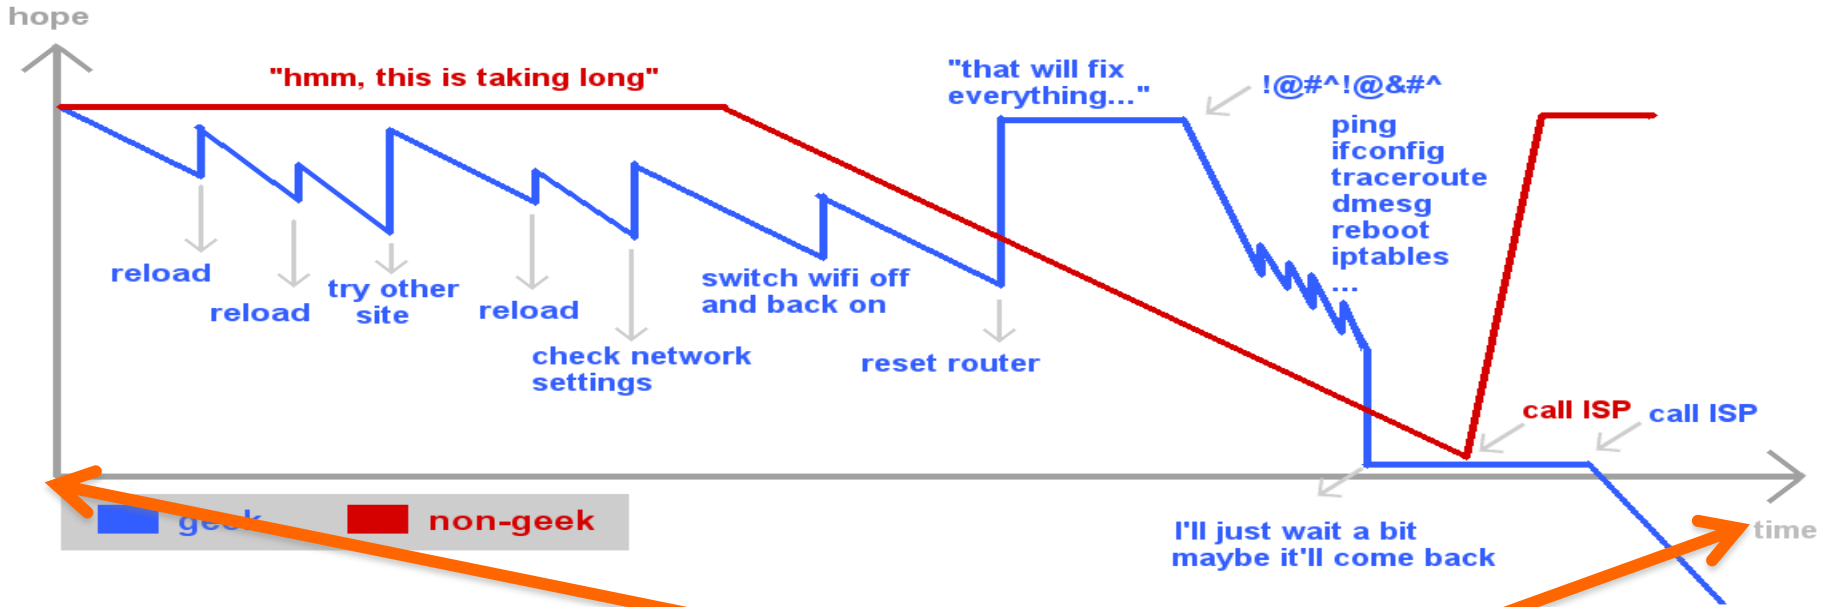 hope
"hmm, this is taking long"
"that will fix
everything..."
!@#^!@&#^
ping
ifconfig
traceroute
dmesg
reboot
iptables
...
reload
reload
try other
site
reload
check network
settings
switch wifi off
and back on
reset router
call ISP
call ISP
I'll just wait a bit
maybe it'll come back
time
geek
non-geek